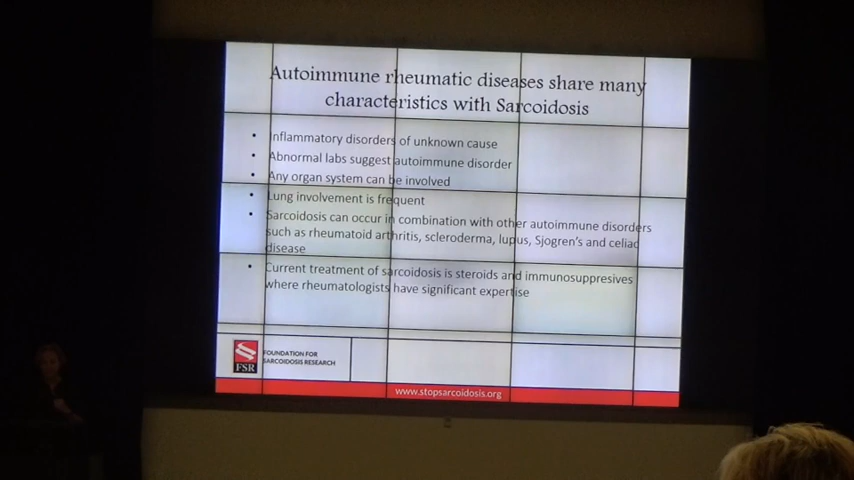 Autoimmune rheumatic diseases share many
characteristics with Sarcoidosis
• Inflammatory disorders of unknown cause
• Abnormal labs suggest autoimmune disorder
• Any organ system can be involved
• Lung involvement is frequent
• Sarcoidosis can occur in combination with other autoimmune disorders
such as rheumatoid arthritis, scleroderma, lupus, Sjogren's and celiac
disease
• Current treatment of sarcoidosis is steroids and immunosuppresives
where rheumatologists have significant expertise
FSR
FOUNDATION FOR
SARCOIDOSIS RESEARCH
www.stopsarcoidosis.org